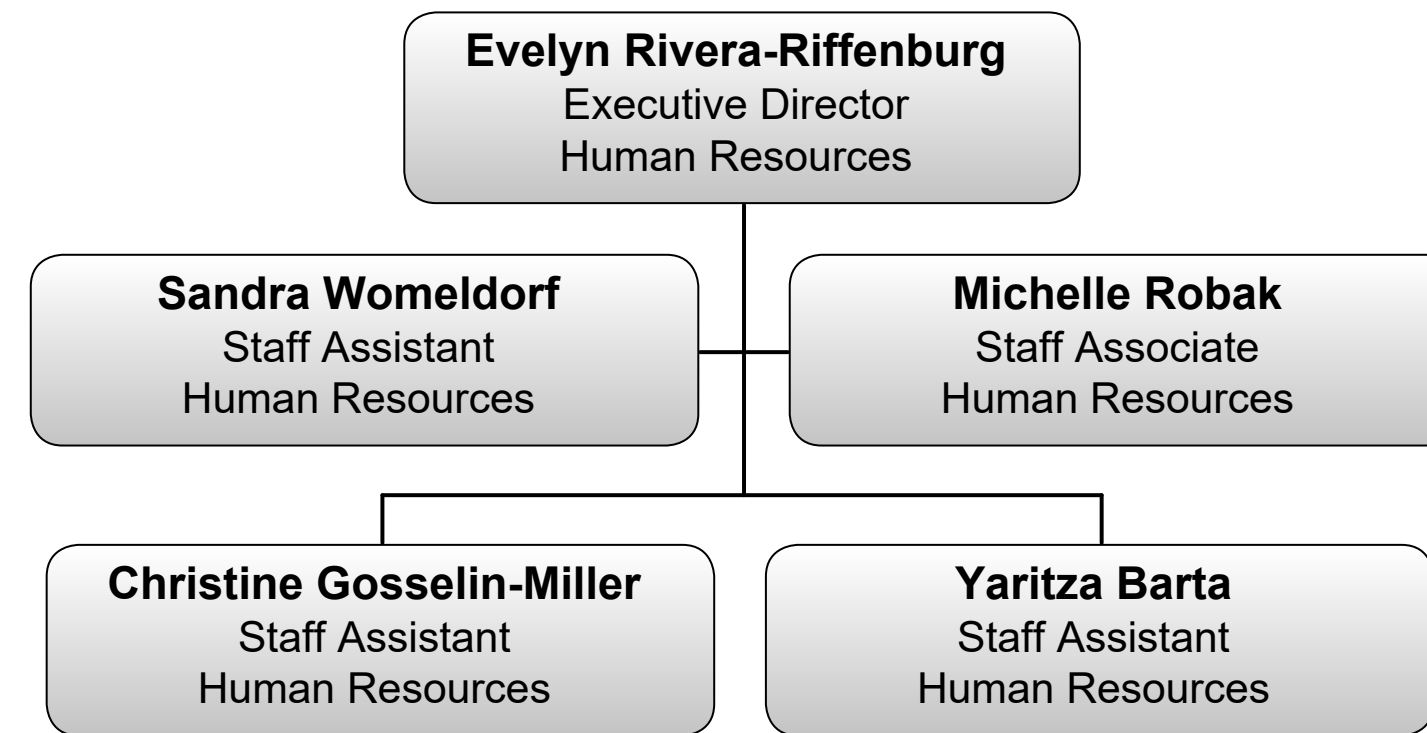 Evelyn Rivera-Riffenburg
Executive Director
Human Resources
Sandra Womeldorf
Staff Assistant
Human Resources
Michelle Robak
Staff Associate
Human Resources
Christine Gosselin-Miller
Staff Assistant
Human Resources
Yaritza Barta
Staff Assistant
Human Resources